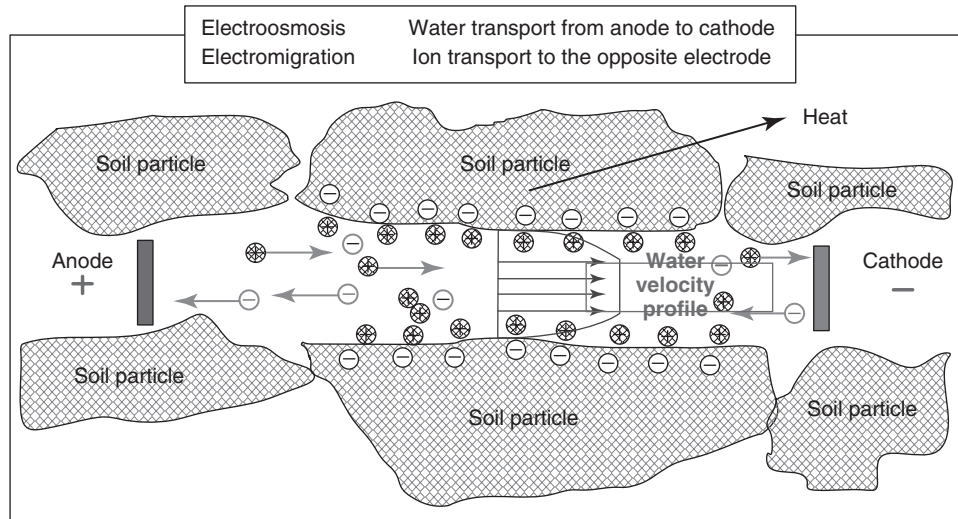 Electroosmosis Water transport from anode to cathode
Electromigration Ion transport to the opposite electrode
Heat
Soil particle
Soil particle
Soil particle
Anode
+
Water
velocity
profile
Cathode
−
Soil particle
Soil particle
Soil particle